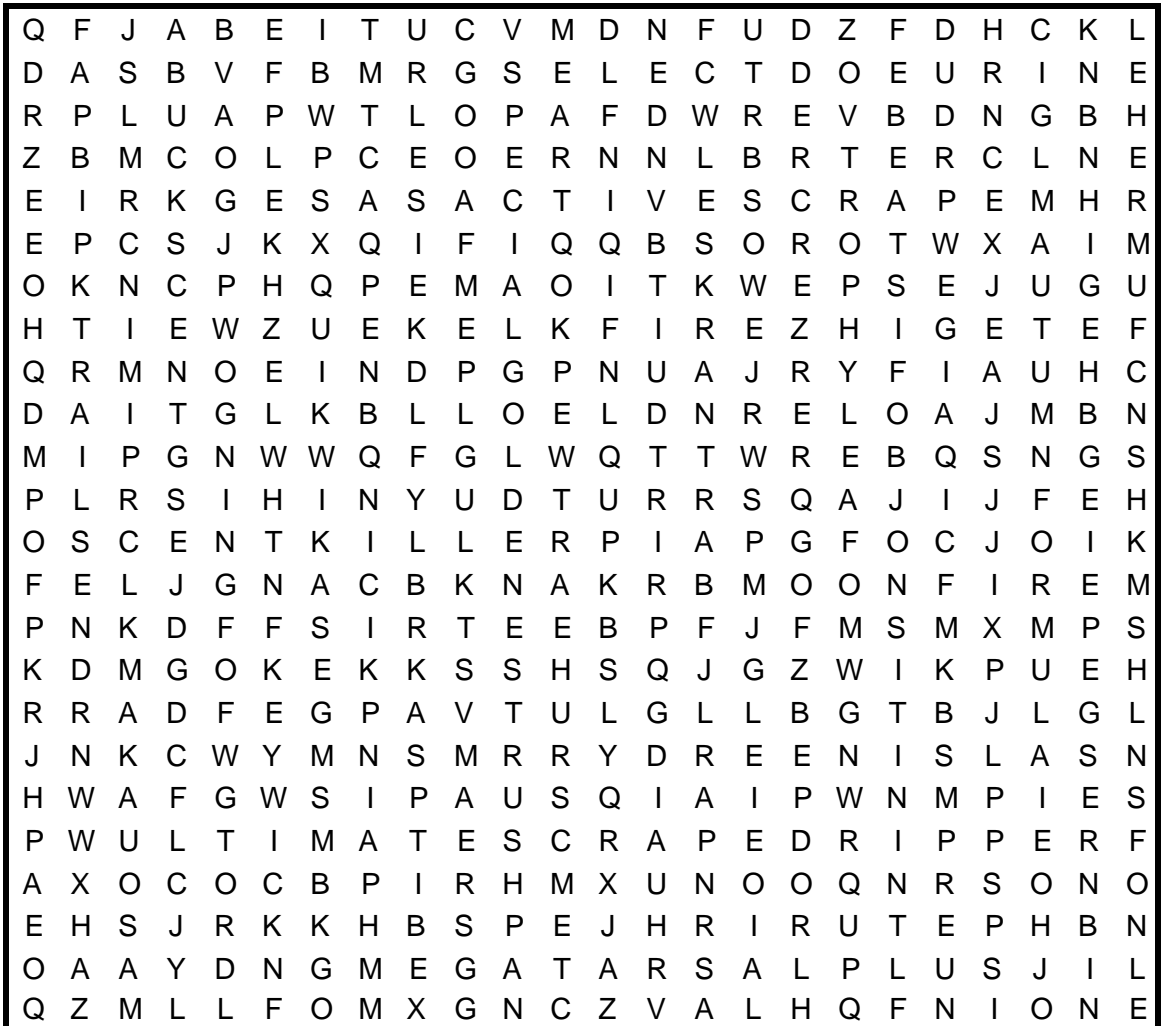 Q F J A B E I T U C V M D N F U D Z F D H C K L
D A S B V F B M R G S E L E C T D O E U R I N E
R P L U A P W T L O P A F D W R E V B D N G B H
Z B M C O L P C E O E R N N L B R T E R C L N E
E I R K G E S A S A C T I V E S C R A P E M H R
E P C S J K X Q I F I Q Q B S O R O T W X A I M
O K N C P H Q P E M A O I T K W E P S E J U G U
H T I E W Z U E K E L K F I R E Z H I G E T E F
Q R M N O E I N D P G P N U A J R Y F I A U H C
D A I T G L K B L L O E L D N R E L O A J M B N
M I P G N W W Q F G L W Q T T W R E B Q S N G S
P L R S I H I N Y U D T U R R S Q A J I J F E H
O S C E N T K I L L E R P I A P G F O C J O I K
F E L J G N A C B K N A K R B M O O N F I R E M
P N K D F F S I R T E E B P F J F M S M X M P S
K D M G O K E K K S S H S Q J G Z W I K P U E H
R R A D F E G P A V T U L G L L B G T B J L G L
J N K C W Y M N S M R R Y D R E E N I S L A S N
H W A F G W S I P A U S Q I A I P W N M P I E S
P W U L T I M A T E S C R A P E D R I P P E R F
A X O C O C B P I R H M X U N O O Q N R S O N O
E H S J R K K H B S P E J H R I R U T E P H B N
O A A Y D N G M E G A T A R S A L P L U S J I L
Q Z M L L F O M X G N C Z V A L H Q F N I O N E